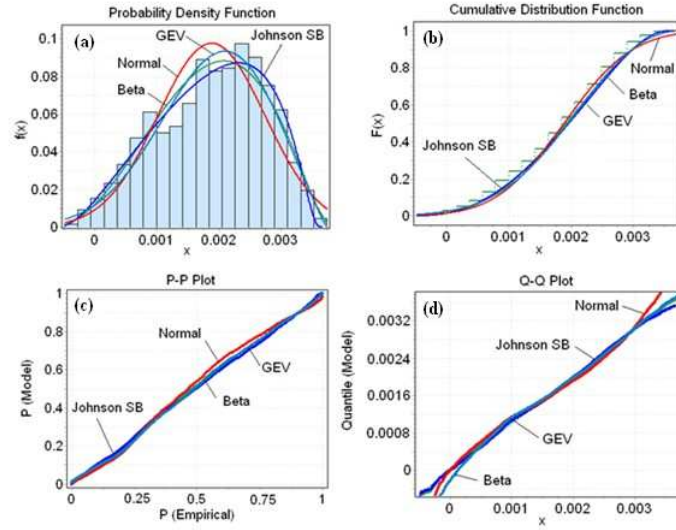 Probability Density Function
(a)
GEV
Johnson SB
Normal
Beta
f(x)
0.1
0.08
0.06
0.04
0.02
0
0 0.001 0.002 0.003
x
Cumulative Distribution Function
(b)
Normal
Beta
GEV
Johnson SB
F(x)
1
0.8
0.6
0.4
0.2
0
0 0.001 0.002 0.003
x
P-P Plot
(c)
Normal
GEV
Beta
Johnson SB
P (Model)
1
0.8
0.6
0.4
0.2
0
0 0.25 0.5 0.75 1
P (Empirical)
Q-Q Plot
(d)
Normal
Johnson SB
GEV
Beta
Quantile (Model)
0.0032
0.0024
0.0016
0.0008
0
0 0.001 0.002 0.003
x